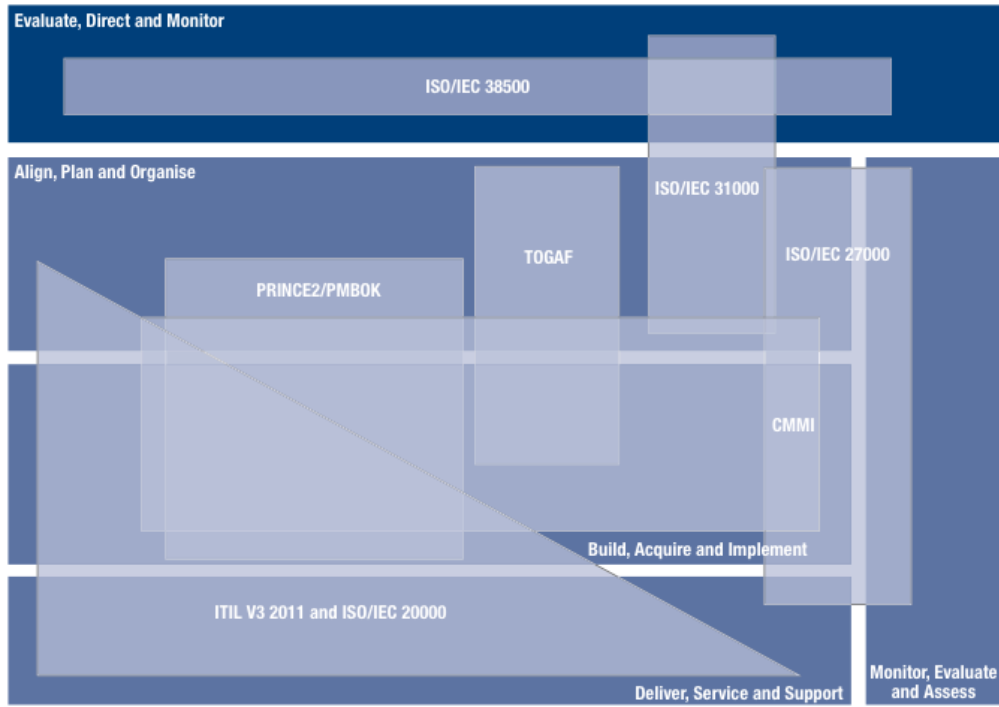 Evaluate, Direct and Monitor
ISO/IEC 38500
Align, Plan and Organise
ISO/IEC 31000
TOGAF
ISO/IEC 27000
PRINCE2/PMBOK
CMMI
Build, Acquire and Implement
ITIL V3 2011 and ISO/IEC 20000
Deliver, Service and Support
Monitor, Evaluate
and Assess